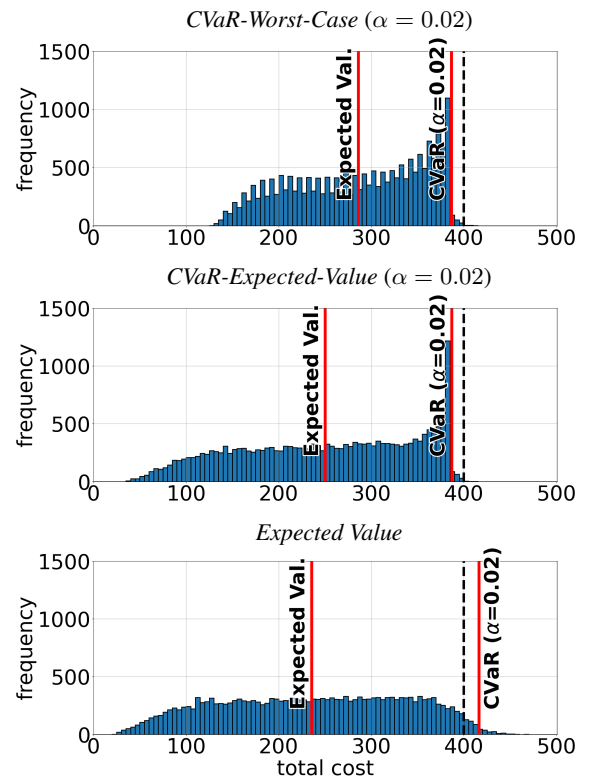 CVaR-Worst-Case (α = 0.02)
1500
1000
500
0
frequency
Expected Val.
CVaR (α=0.02)
0 100 200 300 400 500
CVaR-Expected-Value (α = 0.02)
1500
1000
500
0
frequency
Expected Val.
CVaR (α=0.02)
0 100 200 300 400 500
Expected Value
1500
1000
500
0
frequency
Expected Val.
CVaR (α=0.02)
0 100 200 300 400 500
total cost